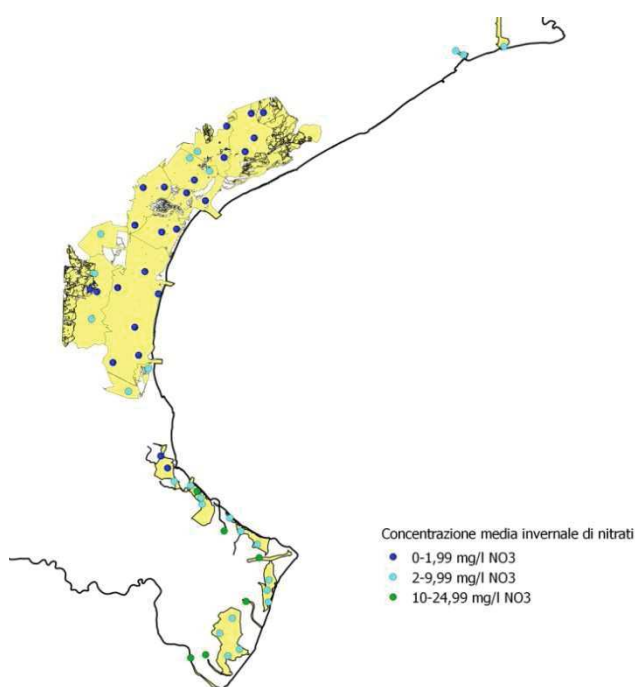 Concentrazione media invernale di nitrati
0-1,99 mg/l NO3
2-9,99 mg/l NO3
10-24,99 mg/l NO3